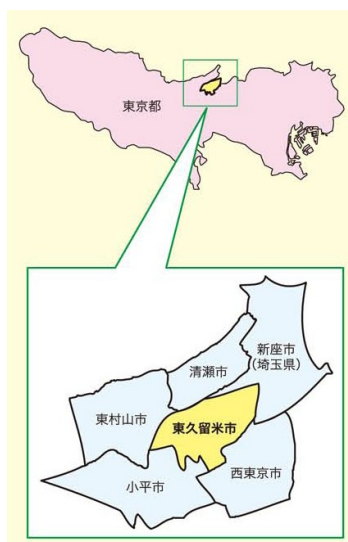 東京都
新座市
（埼玉県）
清瀬市
東村山市
東久留米市
西東京市
小平市